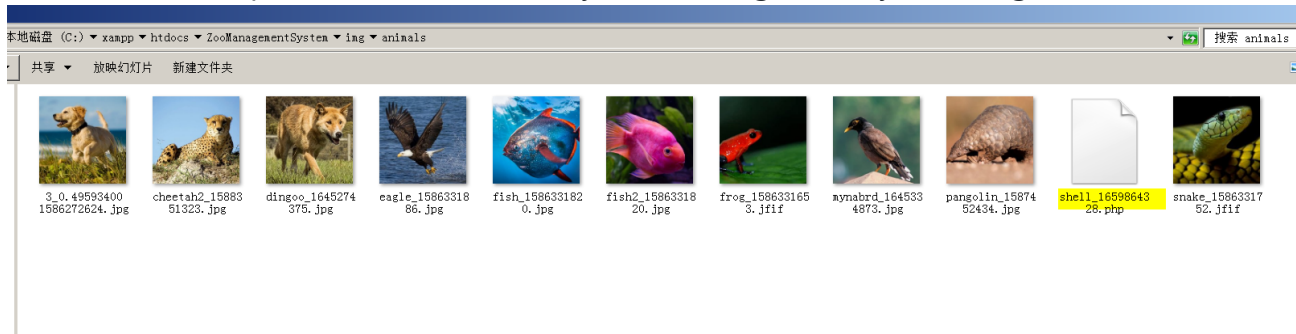 本地磁盘 (C:) ▼ xampp ▼ htdocs ▼ ZooManagementSystem ▼ img ▼ animals
搜索 animals
共享 ▼ 放映幻灯片 新建文件夹
3_0.49593400
1586272624.jpg
cheetah2_15883
51323.jpg
dingoo_1645274
375.jpg
eagle_15863318
86.jpg
fish_158633182
0.jpg
fish2_15863318
20.jpg
frog_158633165
3.jfif
mynabrd_164533
4873.jpg
pangolin_15874
52434.jpg
shell_16598643
28.php
snake_15863317
52.jfif